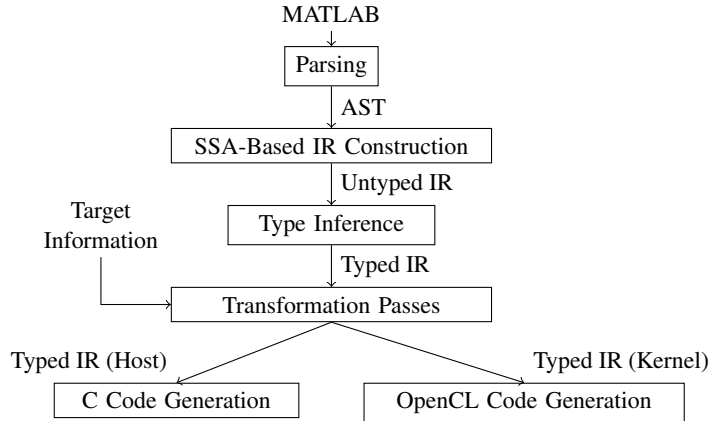 MATLAB
Parsing
AST
SSA-Based IR Construction
Untyped IR
Target
Information
Type Inference
Typed IR
Transformation Passes
Typed IR (Host)
Typed IR (Kernel)
C Code Generation
OpenCL Code Generation